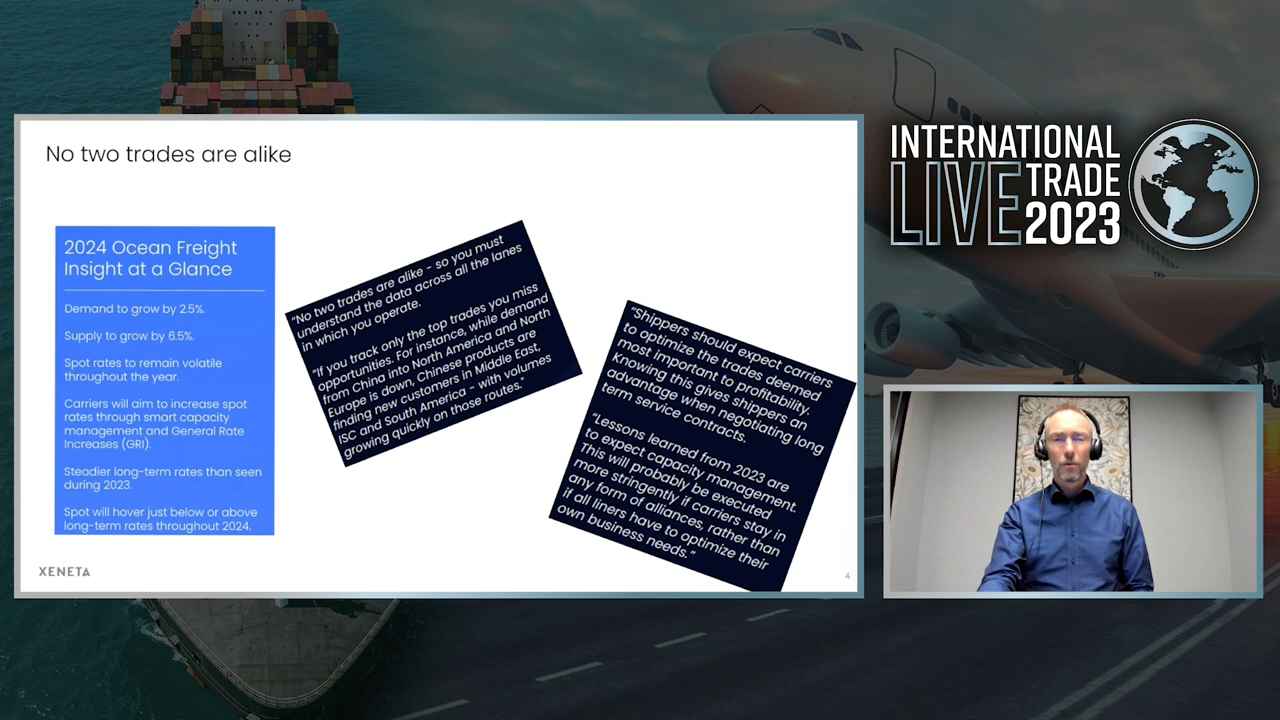 No two trades are alike
2024 Ocean Freight
Insight at a Glance
Demand to grow by 2.5%.
Supply to grow by 6.5%.
Spot rates to remain volatile
throughout the year.
Carriers will aim to increase spot
rates through smart capacity
management and General Rate
Increases (GRI).
Steadier long-term rates than seen
during 2023.
Spot will hover just below or above
long-term rates throughout 2024.
"No two trades are alike - so you must
understand the data across all the lanes
in which you operate.
"If you track only the top trades you miss
opportunities. For instance, while demand
from China into North America and North
Europe is down, Chinese products are
finding new customers in Middle East,
ISC and South America - with volumes
growing quickly on those routes."
"Shippers should expect carriers
to optimize the trades deemed
most important to profitability.
Knowing this gives shippers an
advantage when negotiating long
term service contracts.
"Lessons learned from 2023 are
to expect capacity management.
This will probably be executed
more stringently if carriers stay in
any form of alliances, rather than
if all liners have to optimize their
own business needs."
XENETA
4
INTERNATIONAL
LIVE TRADE
2023